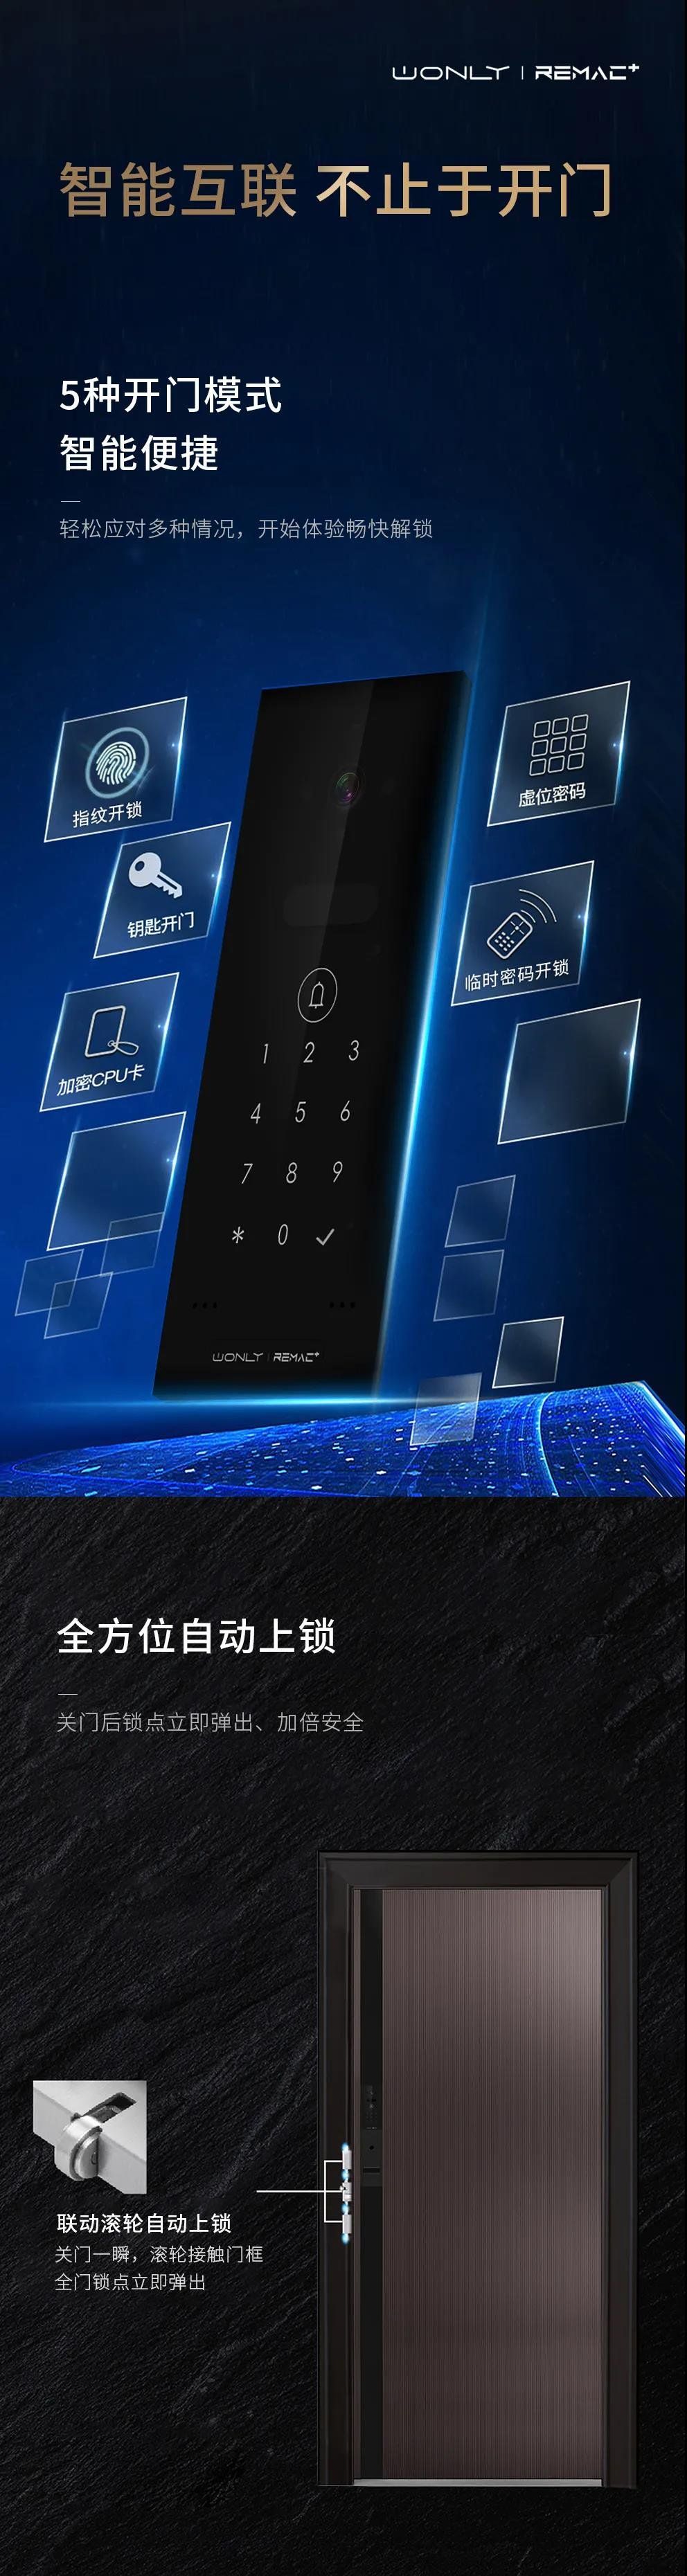 WONLY | REMAC+
智能互联 不止于开门
5种开门模式
智能便捷
轻松应对多种情况，开始体验畅快解锁
指纹开锁
虚位密码
钥匙开门
临时密码开锁
加密CPU卡
1 2 3
4 5 6
7 8 9
* 0 ✓
WONLY | REMAC+
全方位自动上锁
关门后锁点立即弹出、加倍安全
联动滚轮自动上锁
关门一瞬，滚轮接触门框
全门锁点立即弹出